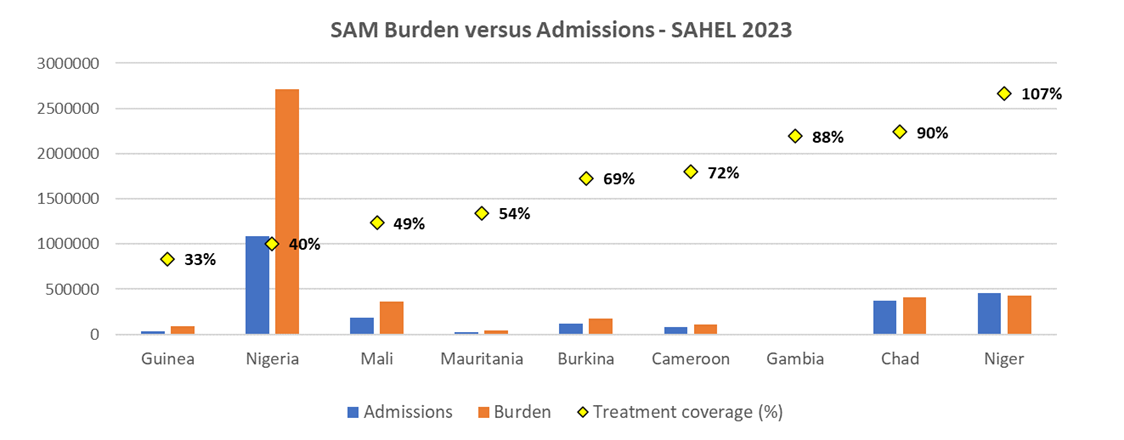 SAM Burden versus Admissions - SAHEL 2023
3000000
2500000
2000000
1500000
1000000
500000
0
33%
40%
49%
54%
69%
72%
88%
90%
107%
Guinea
Nigeria
Mali
Mauritania
Burkina
Cameroon
Gambia
Chad
Niger
Admissions
Burden
Treatment coverage (%)